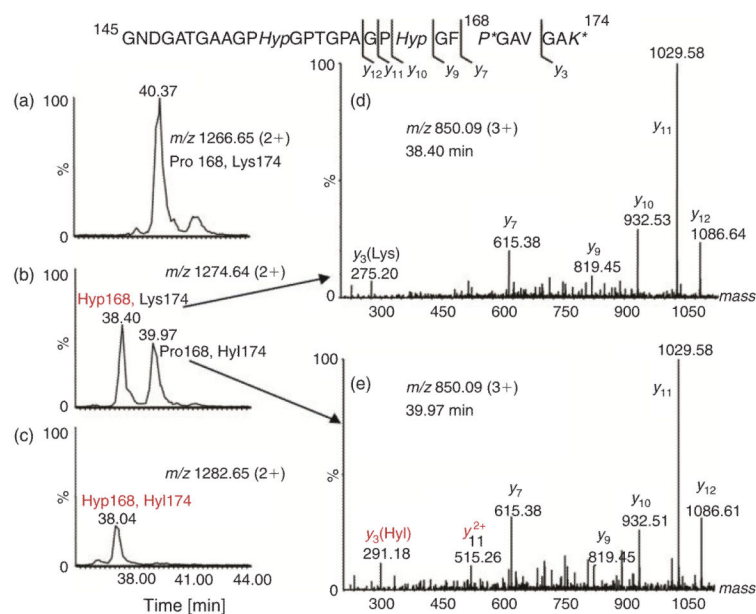 145 GNDGATGAAGPHypGPTGPAGP Hyp GF 168 P*GAV GAK* 174
y12 y11 y10 y9 y7 y3
(a)
100
40.37
m/z 1266.65 (2+)
Pro 168, Lys174
%
0
(b)
100
m/z 1274.64 (2+)
Hyp168, Lys174
38.40
39.97
Pro168, Hyl174
%
0
(c)
100
m/z 1282.65 (2+)
Hyp168, Hyl174
38.04
%
0
38.00 41.00 44.00
Time [min]
(d)
100
1029.58
y11
m/z 850.09 (3+)
38.40 min
%
y10
932.53
y12
1086.64
y7
615.38
y9
819.45
y3(Lys)
275.20
0
300 600 750 900 1050 mass
(e)
100
1029.58
y11
m/z 850.09 (3+)
39.97 min
%
y7
615.38
y10
932.51
y12
1086.61
y9
819.45
y3(Hyl)
291.18
y2+
11
515.26
0
300 600 750 900 1050 mass